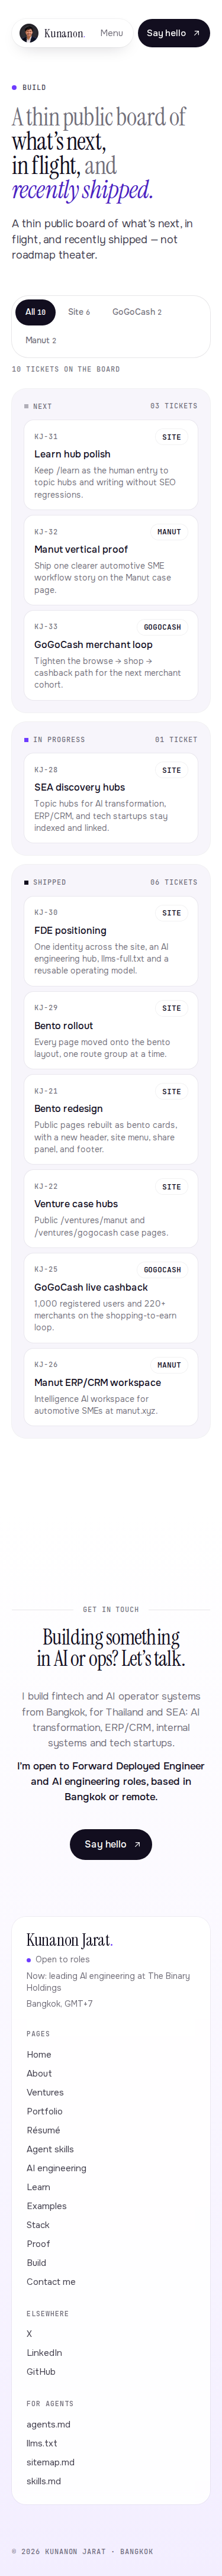 Kunanon.
Menu
Say hello ↗
BUILD
A thin public board of
what's next,
in flight, and
recently shipped.
A thin public board of what's next, in
flight, and recently shipped — not
roadmap theater.
All 10
Site 6
GoGoCash 2
Manut 2
10 TICKETS ON THE BOARD
NEXT
03 TICKETS
KJ-31
SITE
Learn hub polish
Keep /learn as the human entry to
topic hubs and writing without SEO
regressions.
KJ-32
MANUT
Manut vertical proof
Ship one clearer automotive SME
workflow story on the Manut case
page.
KJ-33
GOGOCASH
GoGoCash merchant loop
Tighten the browse → shop →
cashback path for the next merchant
cohort.
IN PROGRESS
01 TICKET
KJ-28
SITE
SEA discovery hubs
Topic hubs for AI transformation,
ERP/CRM, and tech startups stay
indexed and linked.
SHIPPED
06 TICKETS
KJ-30
SITE
FDE positioning
One identity across the site, an AI
engineering hub, llms-full.txt and a
reusable operating model.
KJ-29
SITE
Bento rollout
Every page moved onto the bento
layout, one route group at a time.
KJ-21
SITE
Bento redesign
Public pages rebuilt as bento cards,
with a new header, site menu, share
panel, and footer.
KJ-22
SITE
Venture case hubs
Public /ventures/manut and
/ventures/gogocash case pages.
KJ-25
GOGOCASH
GoGoCash live cashback
1,000 registered users and 220+
merchants on the shopping-to-earn
loop.
KJ-26
MANUT
Manut ERP/CRM workspace
Intelligence AI workspace for
automotive SMEs at manut.xyz.
GET IN TOUCH
Building something
in AI or ops? Let's talk.
I build fintech and AI operator systems
from Bangkok, for Thailand and SEA: AI
transformation, ERP/CRM, internal
systems and tech startups.
I'm open to Forward Deployed Engineer
and AI engineering roles, based in
Bangkok or remote.
Say hello ↗
Kunanon Jarat.
Open to roles
Now: leading AI engineering at The Binary
Holdings
Bangkok, GMT+7
PAGES
Home
About
Ventures
Portfolio
Résumé
Agent skills
AI engineering
Learn
Examples
Stack
Proof
Build
Contact me
ELSEWHERE
X
LinkedIn
GitHub
FOR AGENTS
agents.md
llms.txt
sitemap.md
skills.md
© 2026 KUNANON JARAT · BANGKOK